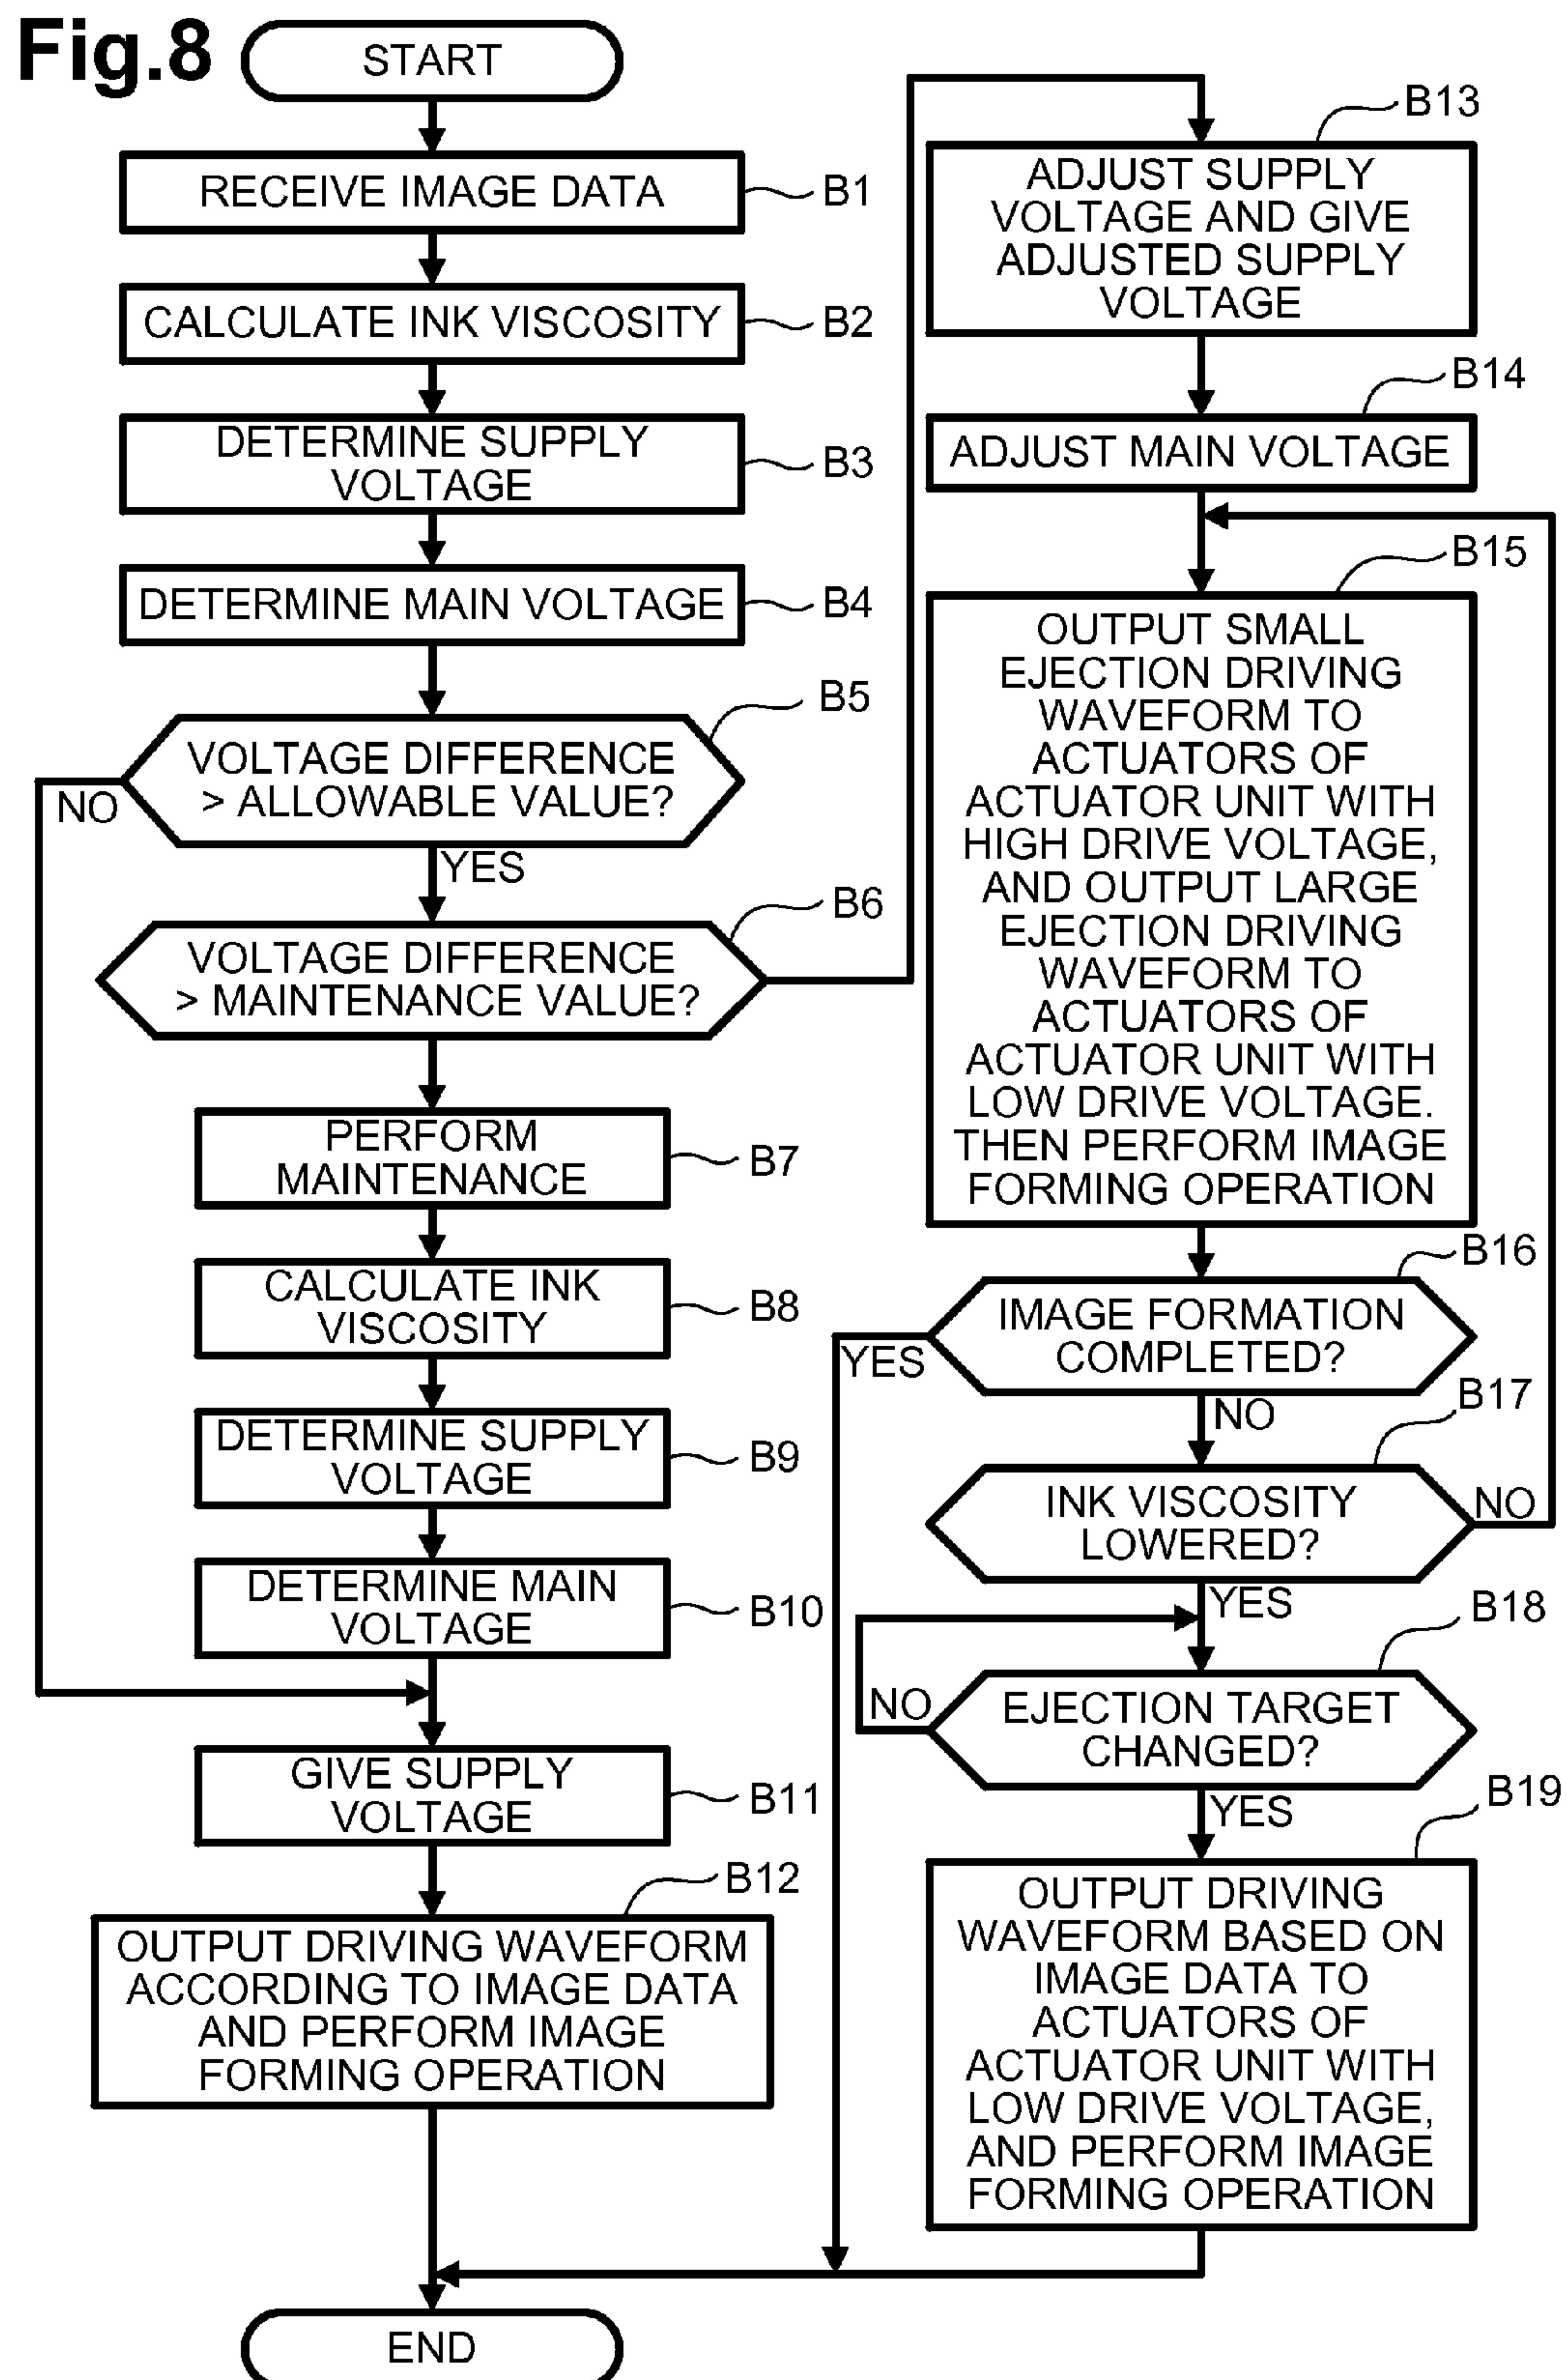 Fig.8
START
RECEIVE IMAGE DATA
B1
CALCULATE INK VISCOSITY
B2
DETERMINE SUPPLY
VOLTAGE
B3
DETERMINE MAIN VOLTAGE
B4
B5
VOLTAGE DIFFERENCE
> ALLOWABLE VALUE?
NO
YES
B6
VOLTAGE DIFFERENCE
> MAINTENANCE VALUE?
PERFORM
MAINTENANCE
B7
CALCULATE INK
VISCOSITY
B8
DETERMINE SUPPLY
VOLTAGE
B9
DETERMINE MAIN
VOLTAGE
B10
GIVE SUPPLY
VOLTAGE
B11
B12
OUTPUT DRIVING WAVEFORM
ACCORDING TO IMAGE DATA
AND PERFORM IMAGE
FORMING OPERATION
END
B13
ADJUST SUPPLY
VOLTAGE AND GIVE
ADJUSTED SUPPLY
VOLTAGE
B14
ADJUST MAIN VOLTAGE
B15
OUTPUT SMALL
EJECTION DRIVING
WAVEFORM TO
ACTUATORS OF
ACTUATOR UNIT WITH
HIGH DRIVE VOLTAGE,
AND OUTPUT LARGE
EJECTION DRIVING
WAVEFORM TO
ACTUATORS OF
ACTUATOR UNIT WITH
LOW DRIVE VOLTAGE.
THEN PERFORM IMAGE
FORMING OPERATION
B16
IMAGE FORMATION
COMPLETED?
YES
NO
B17
INK VISCOSITY
LOWERED?
NO
YES
B18
EJECTION TARGET
CHANGED?
NO
YES
B19
OUTPUT DRIVING
WAVEFORM BASED ON
IMAGE DATA TO
ACTUATORS OF
ACTUATOR UNIT WITH
LOW DRIVE VOLTAGE,
AND PERFORM IMAGE
FORMING OPERATION